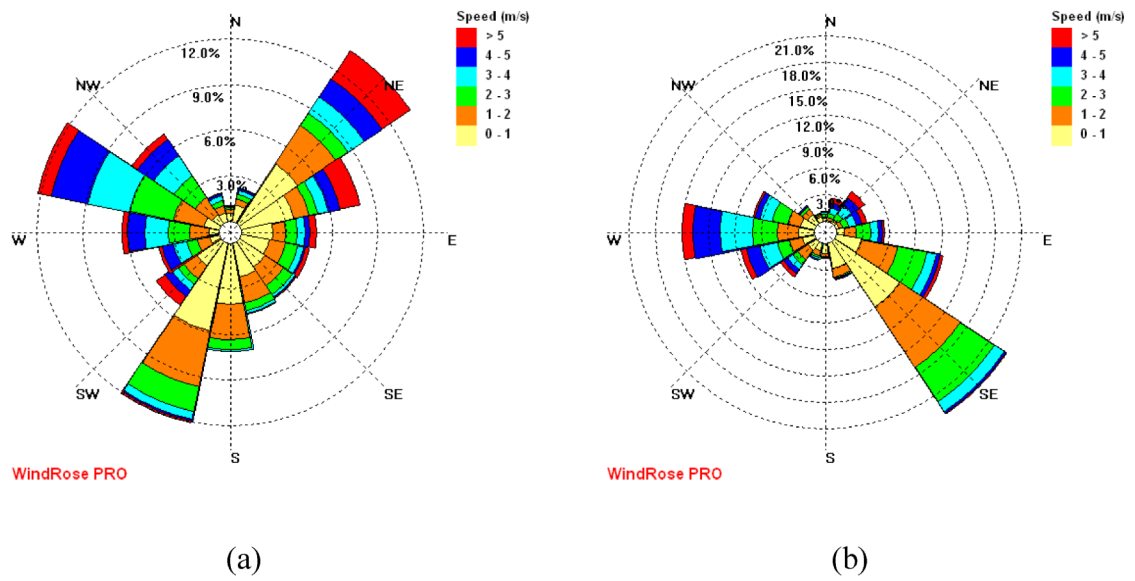 N
Speed (m/s)
> 5
4 - 5
3 - 4
2 - 3
1 - 2
0 - 1
12.0%
9.0%
6.0%
3.0%
NW
NE
W
E
SW
SE
S
WindRose PRO
(a)
N
Speed (m/s)
> 5
4 - 5
3 - 4
2 - 3
1 - 2
0 - 1
21.0%
18.0%
15.0%
12.0%
9.0%
6.0%
NW
NE
W
E
SW
SE
S
WindRose PRO
(b)